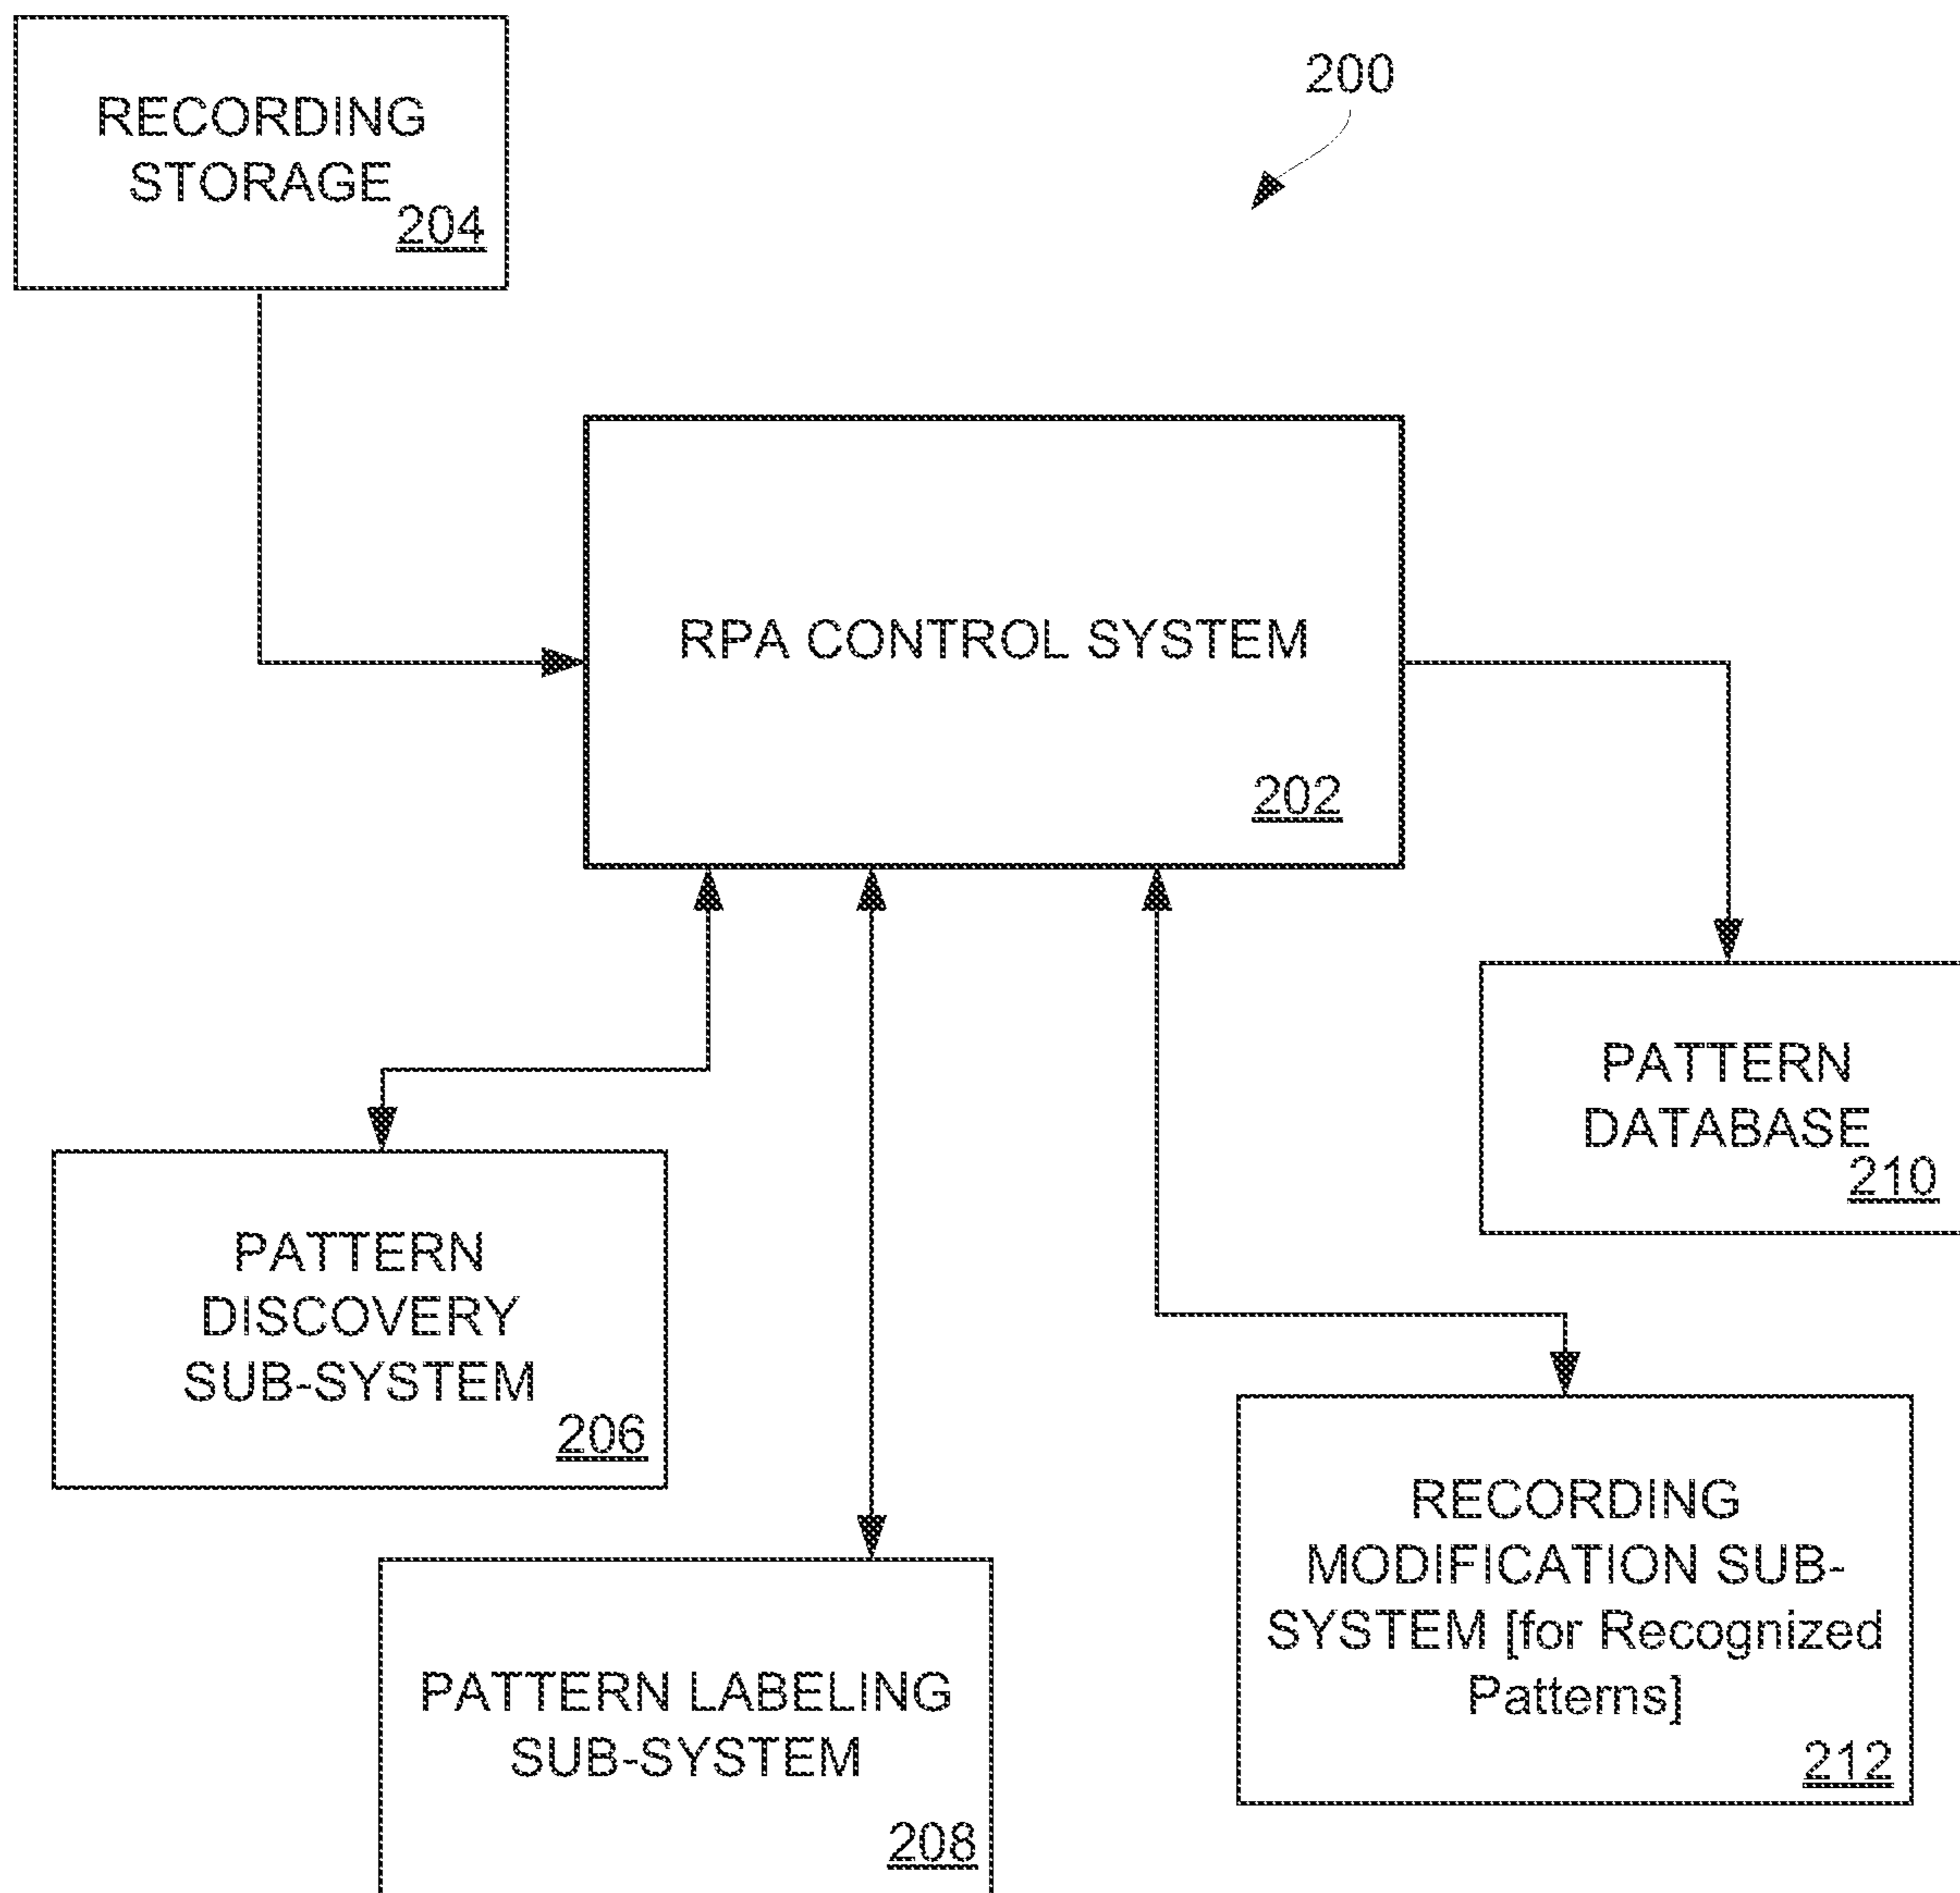 RECORDING
STORAGE
204
200
RPA CONTROL SYSTEM
202
PATTERN
DATABASE
210
PATTERN
DISCOVERY
SUB-SYSTEM
206
RECORDING
MODIFICATION SUB-
SYSTEM [for Recognized
Patterns]
212
PATTERN LABELING
SUB-SYSTEM
208